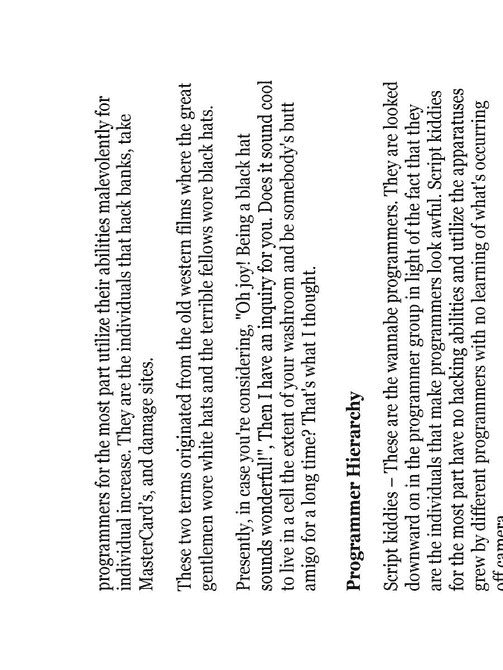 programmers for the most part utilize their abilities malevolently for
individual increase. They are the individuals that hack banks, take
MasterCard's, and damage sites.
These two terms originated from the old western films where the great
gentlemen wore white hats and the terrible fellows wore black hats.
Presently, in case you're considering, "Oh joy! Being a black hat
sounds wonderful!", Then I have an inquiry for you. Does it sound cool
to live in a cell the extent of your washroom and be somebody's butt
amigo for a long time? That's what I thought.
Programmer Hierarchy
Script kiddies – These are the wannabe programmers. They are looked
downward on in the programmer group in light of the fact that they
are the individuals that make programmers look awful. Script kiddies
for the most part have no hacking abilities and utilize the apparatuses
grew by different programmers with no learning of what's occurring
off camera